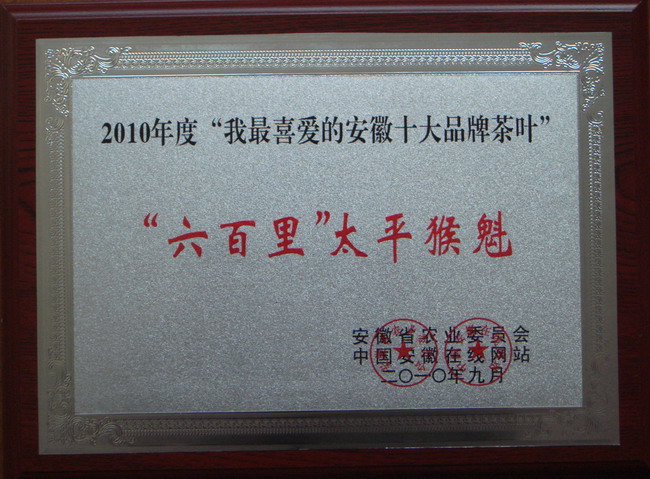 2010年度“我最喜爱的安徽十大品牌茶叶”
“六百里”太平猴魁
安徽省农业委员会
中国安徽在线网站
二〇一〇年九月